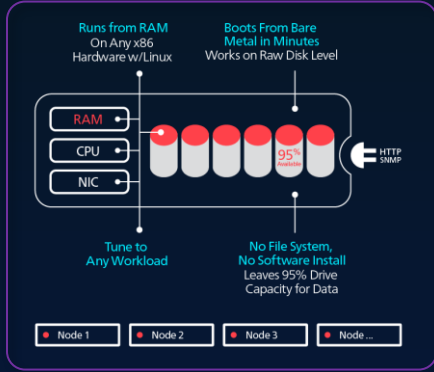 Runs from RAM
On Any x86
Hardware w/Linux
Boots From Bare
Metal in Minutes
Works on Raw Disk Level
RAM
CPU
NIC
95%
Available
HTTP
SNMP
Tune to
Any Workload
No File System,
No Software Install
Leaves 95% Drive
Capacity for Data
Node 1
Node 2
Node 3
Node ...